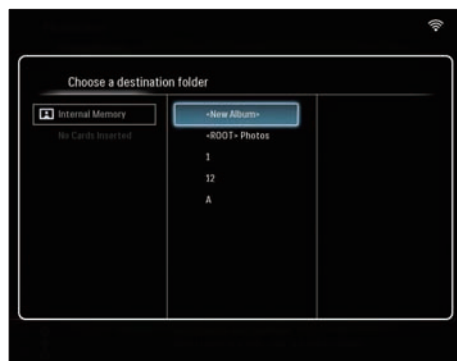 Choose a destination folder
Internal Memory
No Cards Inserted
<New Album>
<ROOT> Photos
1
12
A